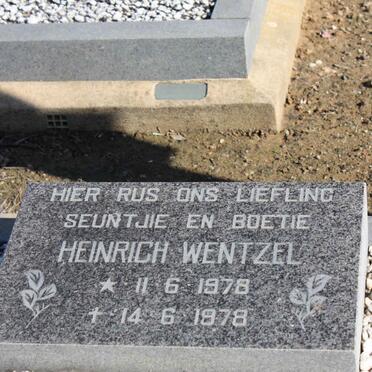 HIER RUS ONS LIEFLING
SEUNTJIE EN BOETIE
HEINRICH WENTZEL
★ 11 6 1978
✝ 14 6 1978